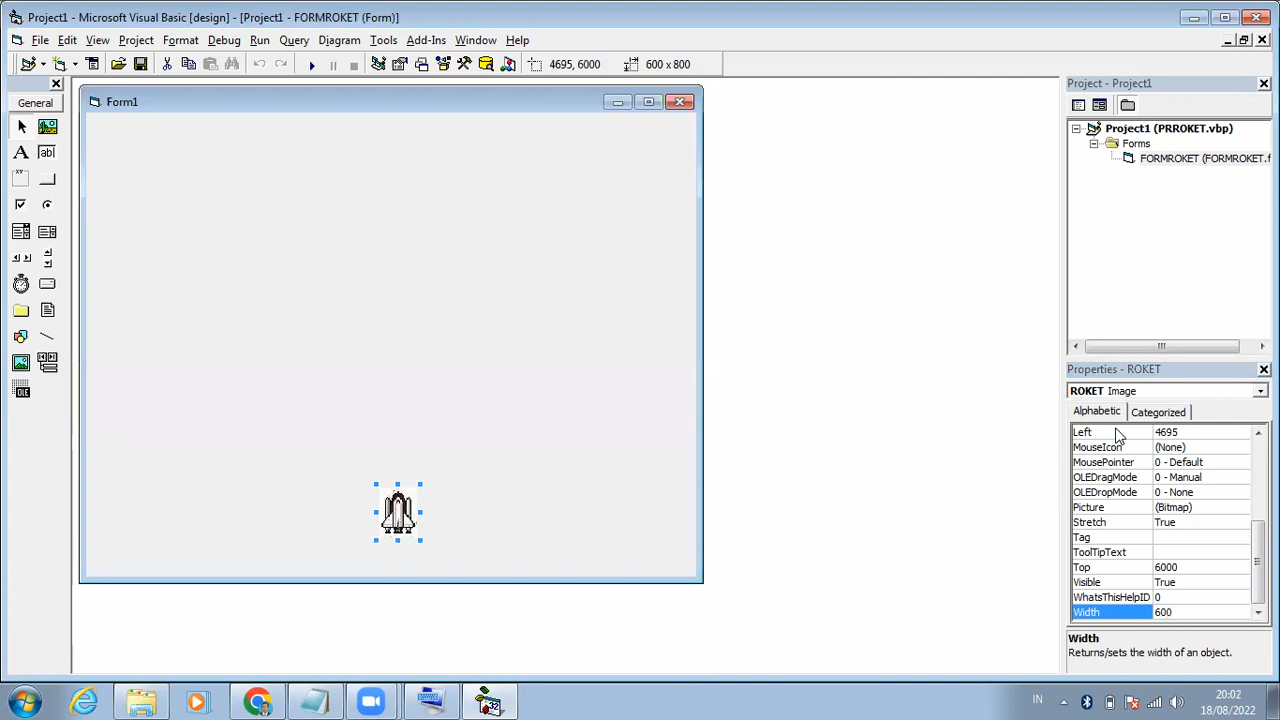 Project1 - Microsoft Visual Basic [design] - [Project1 - FORMROKET (Form)]
File Edit View Project Format Debug Run Query Diagram Tools Add-Ins Window Help
4695, 6000 600 x 800
General
A ab|
OLE
Form1
Project - Project1
Project1 (PRROKET.vbp)
Forms
FORMROKET (FORMROKET.f
Properties - ROKET
ROKET Image
Alphabetic Categorized
Left 4695
MouseIcon (None)
MousePointer 0 - Default
OLEDragMode 0 - Manual
OLEDropMode 0 - None
Picture (Bitmap)
Stretch True
Tag
ToolTipText
Top 6000
Visible True
WhatsThisHelpID 0
Width 600
Width
Returns/sets the width of an object.
IN
20:02
18/08/2022